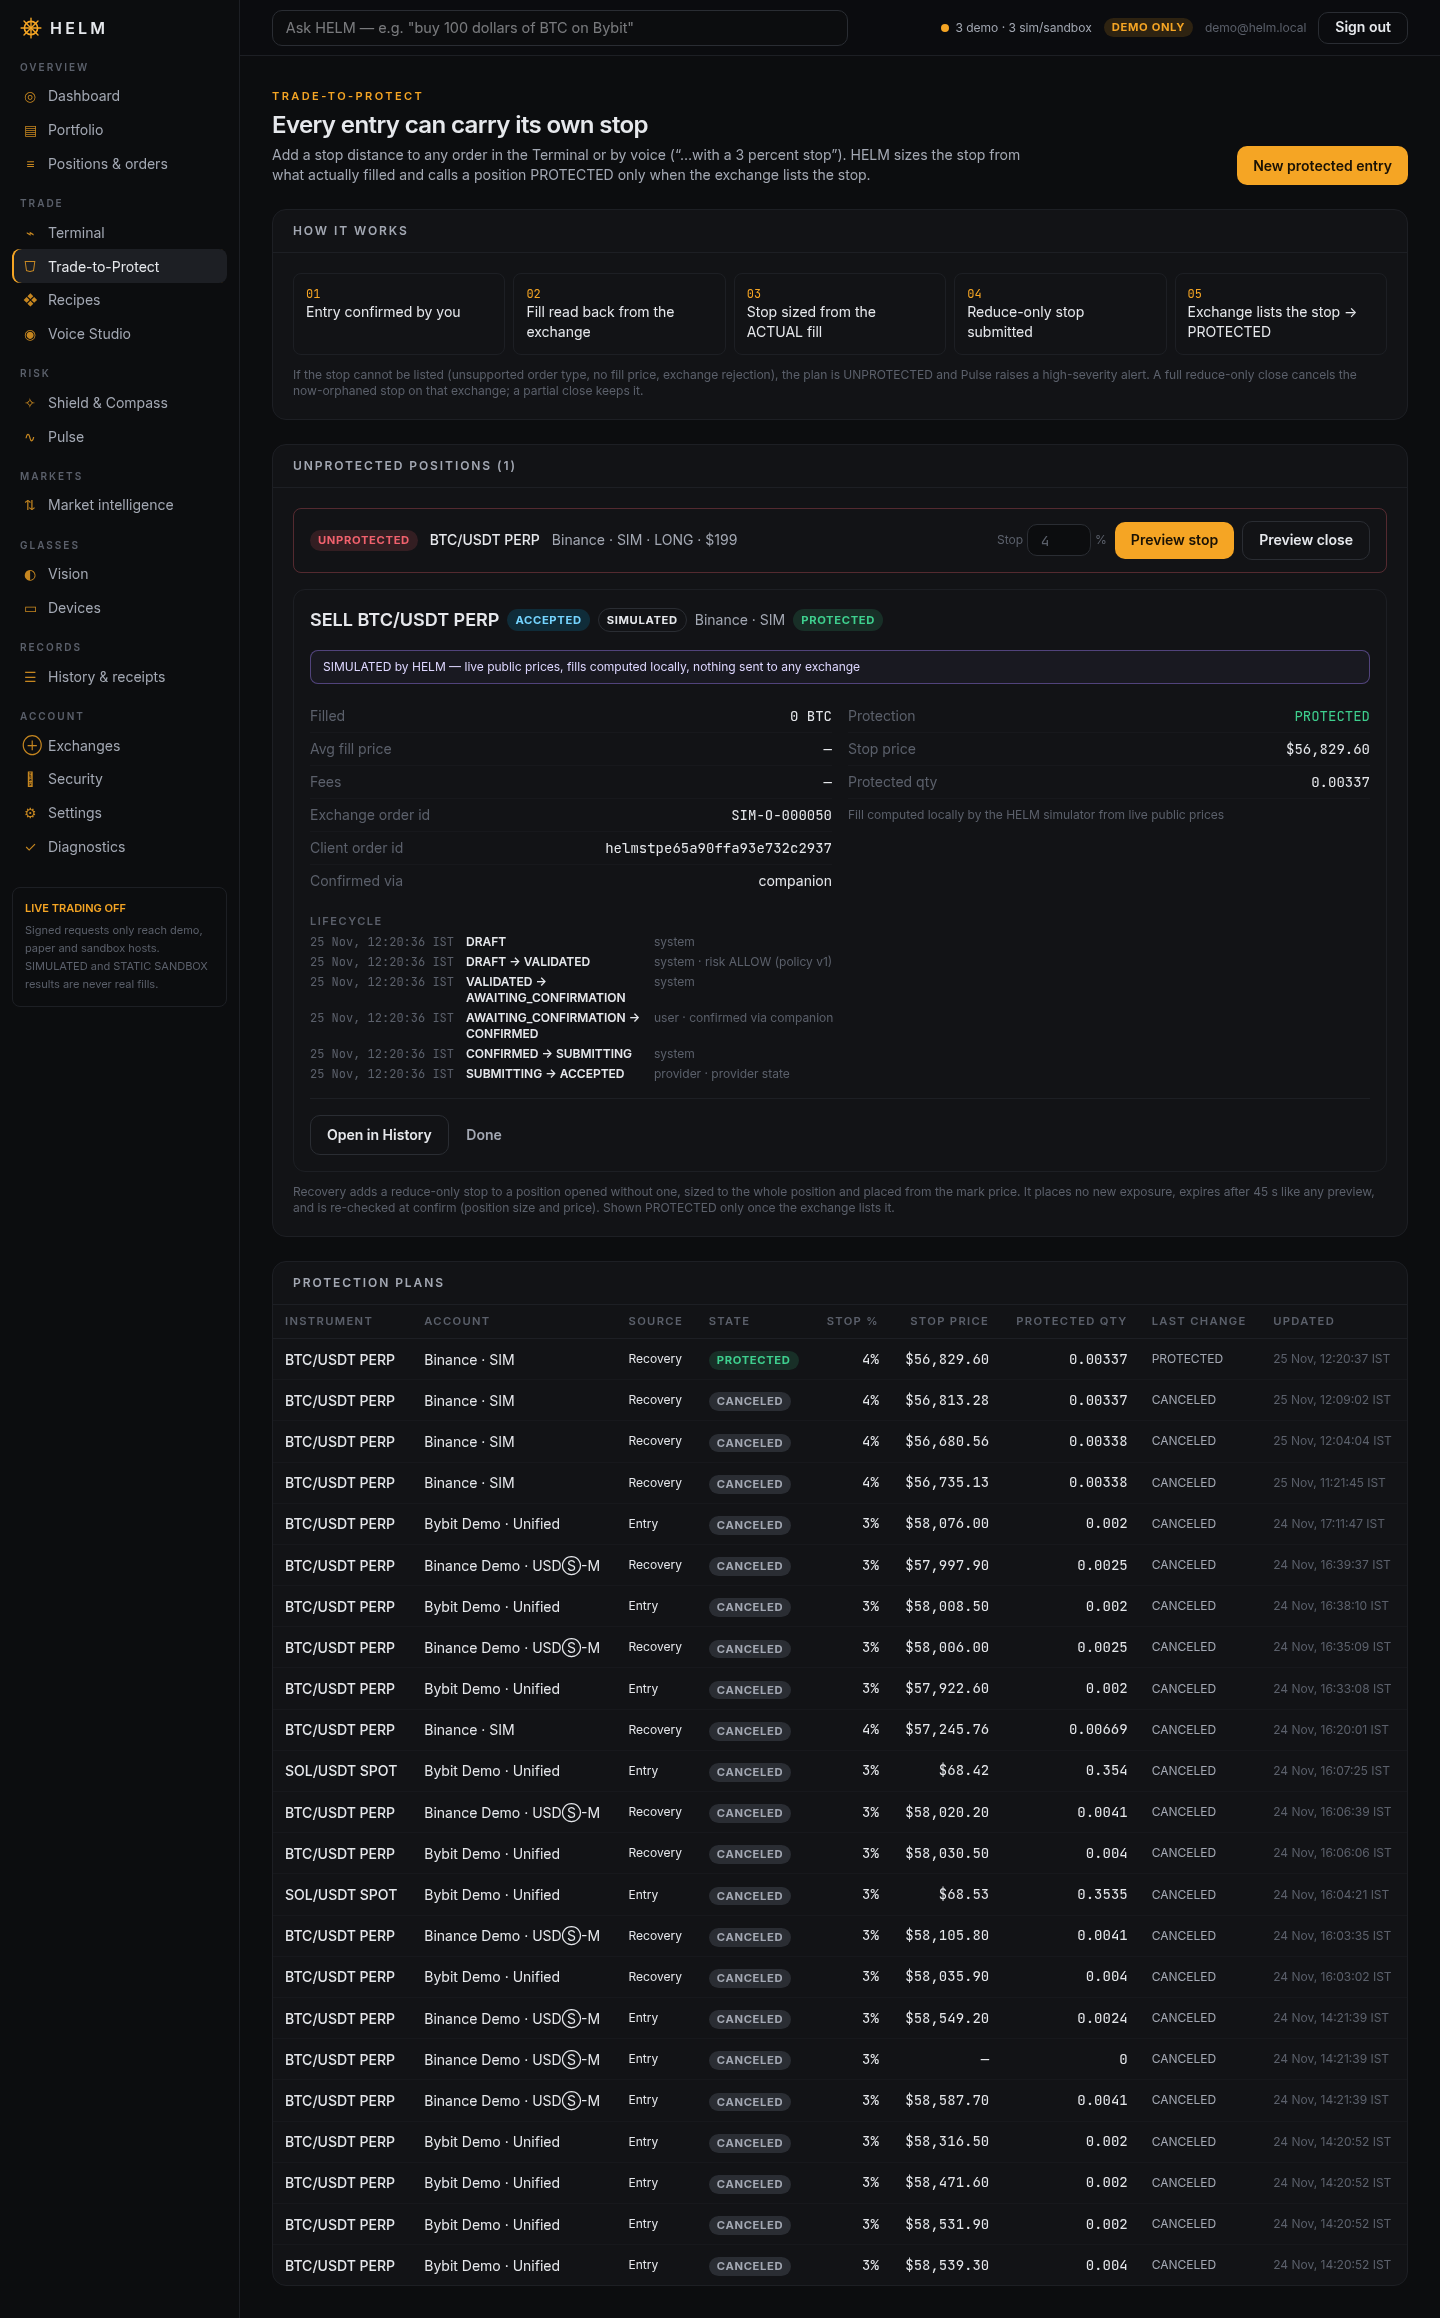 HELM
OVERVIEW
Dashboard
Portfolio
Positions & orders
TRADE
Terminal
Trade-to-Protect
Recipes
Voice Studio
RISK
Shield & Compass
Pulse
MARKETS
Market intelligence
GLASSES
Vision
Devices
RECORDS
History & receipts
ACCOUNT
Exchanges
Security
Settings
Diagnostics
LIVE TRADING OFF
Signed requests only reach demo,
paper and sandbox hosts.
SIMULATED and STATIC SANDBOX
results are never real fills.
Ask HELM — e.g. "buy 100 dollars of BTC on Bybit"
3 demo · 3 sim/sandbox DEMO ONLY demo@helm.local Sign out
TRADE-TO-PROTECT
Every entry can carry its own stop
Add a stop distance to any order in the Terminal or by voice (“…with a 3 percent stop”). HELM sizes the stop from
what actually filled and calls a position PROTECTED only when the exchange lists the stop.
New protected entry
HOW IT WORKS
01
Entry confirmed by you
02
Fill read back from the
exchange
03
Stop sized from the
ACTUAL fill
04
Reduce-only stop
submitted
05
Exchange lists the stop →
PROTECTED
If the stop cannot be listed (unsupported order type, no fill price, exchange rejection), the plan is UNPROTECTED and Pulse raises a high-severity alert. A full reduce-only close cancels the
now-orphaned stop on that exchange; a partial close keeps it.
UNPROTECTED POSITIONS (1)
UNPROTECTED BTC/USDT PERP Binance · SIM · LONG · $199 Stop 4 % Preview stop Preview close
SELL BTC/USDT PERP ACCEPTED SIMULATED Binance · SIM PROTECTED
SIMULATED by HELM — live public prices, fills computed locally, nothing sent to any exchange
Filled 0 BTC
Avg fill price —
Fees —
Exchange order id SIM-O-000050
Client order id helmstpe65a90ffa93e732c2937
Confirmed via companion
Protection PROTECTED
Stop price $56,829.60
Protected qty 0.00337
Fill computed locally by the HELM simulator from live public prices
LIFECYCLE
25 Nov, 12:20:36 IST DRAFT system
25 Nov, 12:20:36 IST DRAFT → VALIDATED system · risk ALLOW (policy v1)
25 Nov, 12:20:36 IST VALIDATED → system
AWAITING_CONFIRMATION
25 Nov, 12:20:36 IST AWAITING_CONFIRMATION → user · confirmed via companion
CONFIRMED
25 Nov, 12:20:36 IST CONFIRMED → SUBMITTING system
25 Nov, 12:20:36 IST SUBMITTING → ACCEPTED provider · provider state
Open in History Done
Recovery adds a reduce-only stop to a position opened without one, sized to the whole position and placed from the mark price. It places no new exposure, expires after 45 s like any preview,
and is re-checked at confirm (position size and price). Shown PROTECTED only once the exchange lists it.
PROTECTION PLANS
INSTRUMENT ACCOUNT SOURCE STATE STOP % STOP PRICE PROTECTED QTY LAST CHANGE UPDATED
BTC/USDT PERP Binance · SIM Recovery PROTECTED 4% $56,829.60 0.00337 PROTECTED 25 Nov, 12:20:37 IST
BTC/USDT PERP Binance · SIM Recovery CANCELED 4% $56,813.28 0.00337 CANCELED 25 Nov, 12:09:02 IST
BTC/USDT PERP Binance · SIM Recovery CANCELED 4% $56,680.56 0.00338 CANCELED 25 Nov, 12:04:04 IST
BTC/USDT PERP Binance · SIM Recovery CANCELED 4% $56,735.13 0.00338 CANCELED 25 Nov, 11:21:45 IST
BTC/USDT PERP Bybit Demo · Unified Entry CANCELED 3% $58,076.00 0.002 CANCELED 24 Nov, 17:11:47 IST
BTC/USDT PERP Binance Demo · USDⓈ-M Recovery CANCELED 3% $57,997.90 0.0025 CANCELED 24 Nov, 16:39:37 IST
BTC/USDT PERP Bybit Demo · Unified Entry CANCELED 3% $58,008.50 0.002 CANCELED 24 Nov, 16:38:10 IST
BTC/USDT PERP Binance Demo · USDⓈ-M Recovery CANCELED 3% $58,006.00 0.0025 CANCELED 24 Nov, 16:35:09 IST
BTC/USDT PERP Bybit Demo · Unified Entry CANCELED 3% $57,922.60 0.002 CANCELED 24 Nov, 16:33:08 IST
BTC/USDT PERP Binance · SIM Recovery CANCELED 4% $57,245.76 0.00669 CANCELED 24 Nov, 16:20:01 IST
SOL/USDT SPOT Bybit Demo · Unified Entry CANCELED 3% $68.42 0.354 CANCELED 24 Nov, 16:07:25 IST
BTC/USDT PERP Binance Demo · USDⓈ-M Recovery CANCELED 3% $58,020.20 0.0041 CANCELED 24 Nov, 16:06:39 IST
BTC/USDT PERP Bybit Demo · Unified Recovery CANCELED 3% $58,030.50 0.004 CANCELED 24 Nov, 16:06:06 IST
SOL/USDT SPOT Bybit Demo · Unified Entry CANCELED 3% $68.53 0.3535 CANCELED 24 Nov, 16:04:21 IST
BTC/USDT PERP Binance Demo · USDⓈ-M Recovery CANCELED 3% $58,105.80 0.0041 CANCELED 24 Nov, 16:03:35 IST
BTC/USDT PERP Bybit Demo · Unified Recovery CANCELED 3% $58,035.90 0.004 CANCELED 24 Nov, 16:03:02 IST
BTC/USDT PERP Binance Demo · USDⓈ-M Entry CANCELED 3% $58,549.20 0.0024 CANCELED 24 Nov, 14:21:39 IST
BTC/USDT PERP Binance Demo · USDⓈ-M Entry CANCELED 3% — 0 CANCELED 24 Nov, 14:21:39 IST
BTC/USDT PERP Binance Demo · USDⓈ-M Entry CANCELED 3% $58,587.70 0.0041 CANCELED 24 Nov, 14:21:39 IST
BTC/USDT PERP Bybit Demo · Unified Entry CANCELED 3% $58,316.50 0.002 CANCELED 24 Nov, 14:20:52 IST
BTC/USDT PERP Bybit Demo · Unified Entry CANCELED 3% $58,471.60 0.002 CANCELED 24 Nov, 14:20:52 IST
BTC/USDT PERP Bybit Demo · Unified Entry CANCELED 3% $58,531.90 0.002 CANCELED 24 Nov, 14:20:52 IST
BTC/USDT PERP Bybit Demo · Unified Entry CANCELED 3% $58,539.30 0.004 CANCELED 24 Nov, 14:20:52 IST